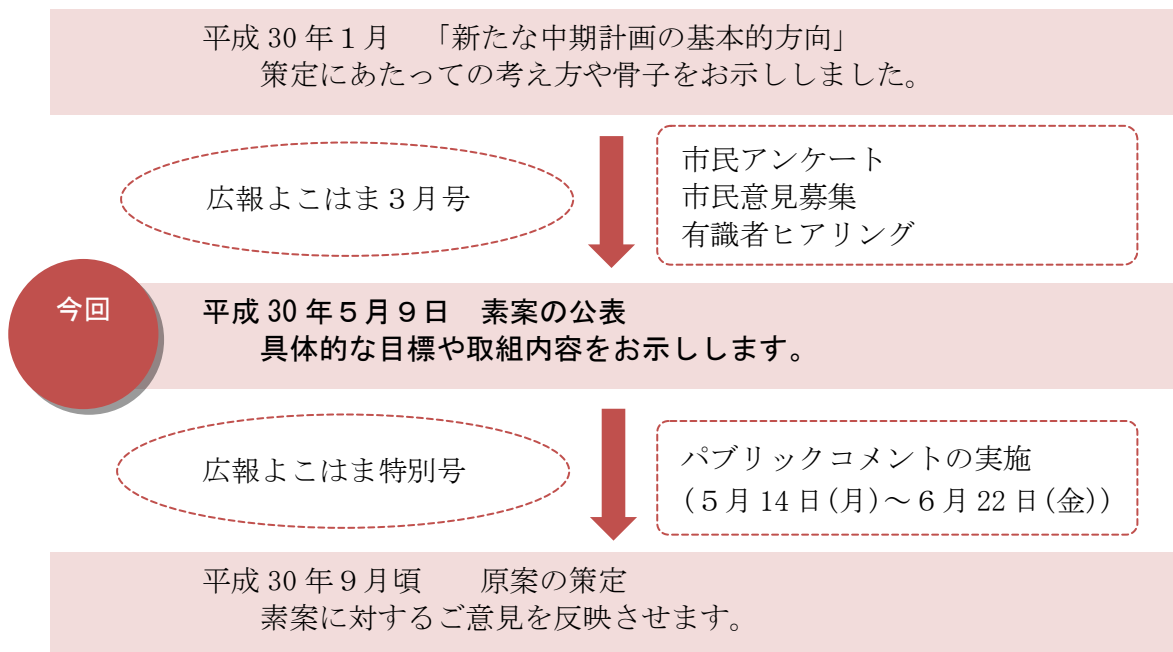 平成 30 年１月　「新たな中期計画の基本的方向」
策定にあたっての考え方や骨子をお示ししました。
広報よこはま３月号
市民アンケート
市民意見募集
有識者ヒアリング
今回
平成 30 年５月９日　素案の公表
具体的な目標や取組内容をお示しします。
広報よこはま特別号
パブリックコメントの実施
（５月 14 日(月)～６月 22 日(金)）
平成 30 年９月頃　　原案の策定
素案に対するご意見を反映させます。